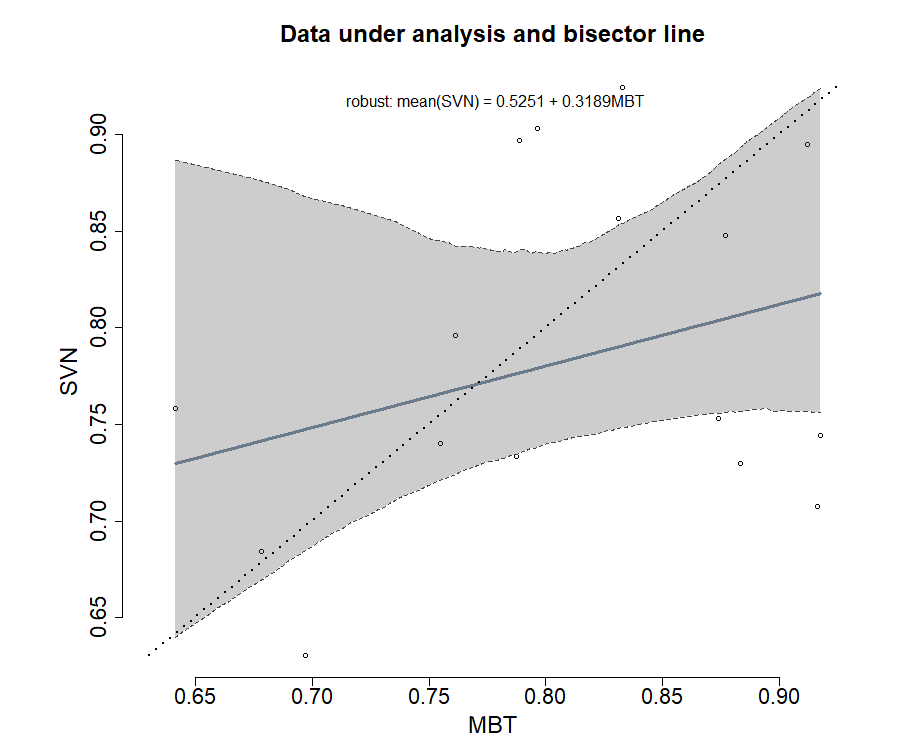 Data under analysis and bisector line
robust: mean(SVN) = 0.5251 + 0.3189MBT
0.90
0.85
0.80
0.75
0.70
0.65
SVN
0.65 0.70 0.75 0.80 0.85 0.90
MBT